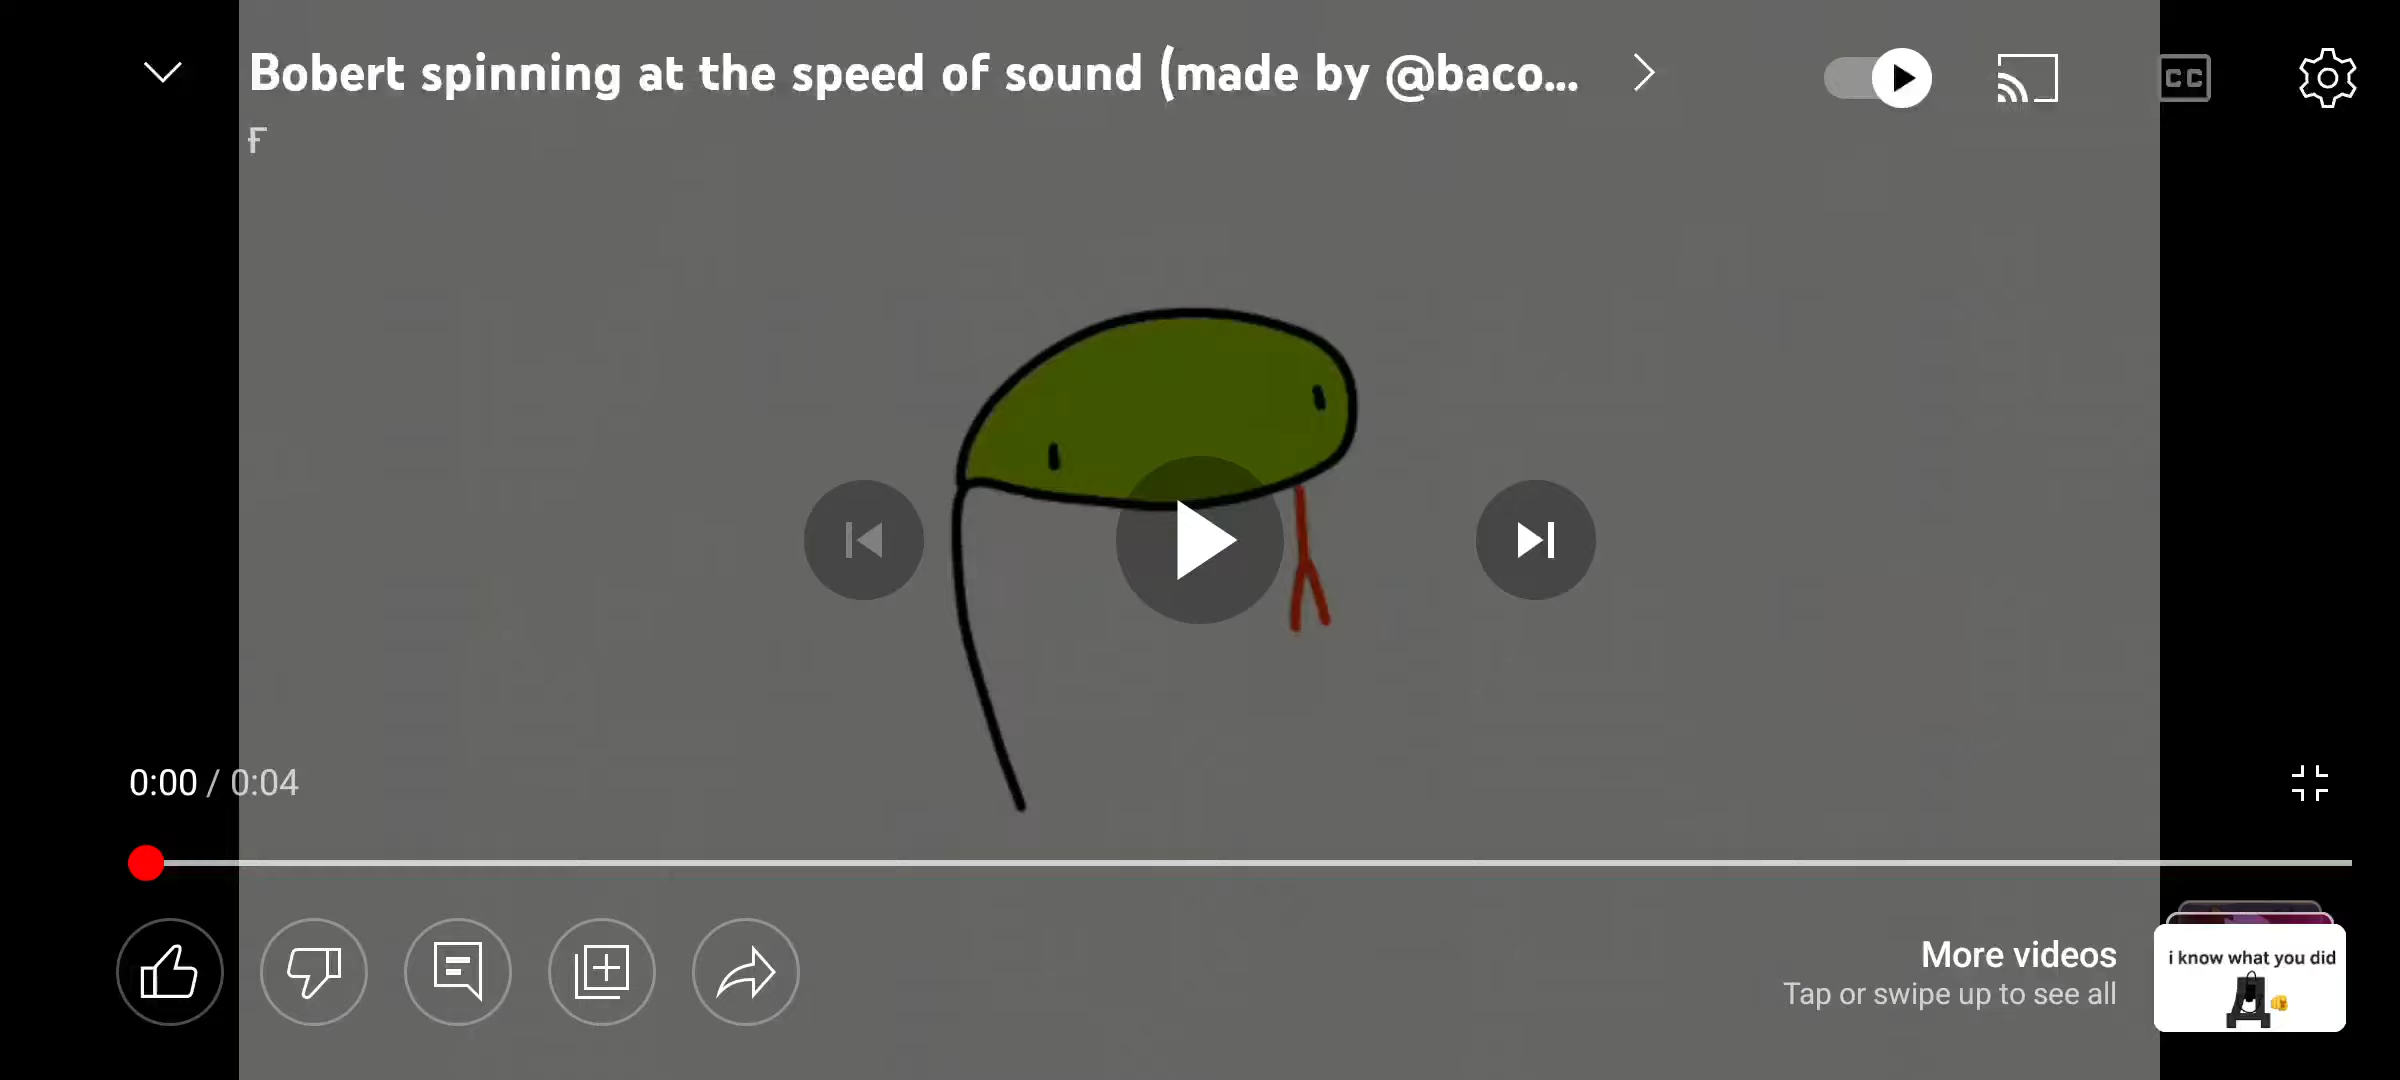 Bobert spinning at the speed of sound (made by @baco...
F
CC
0:00 / 0:04
More videos
Tap or swipe up to see all
i know what you did